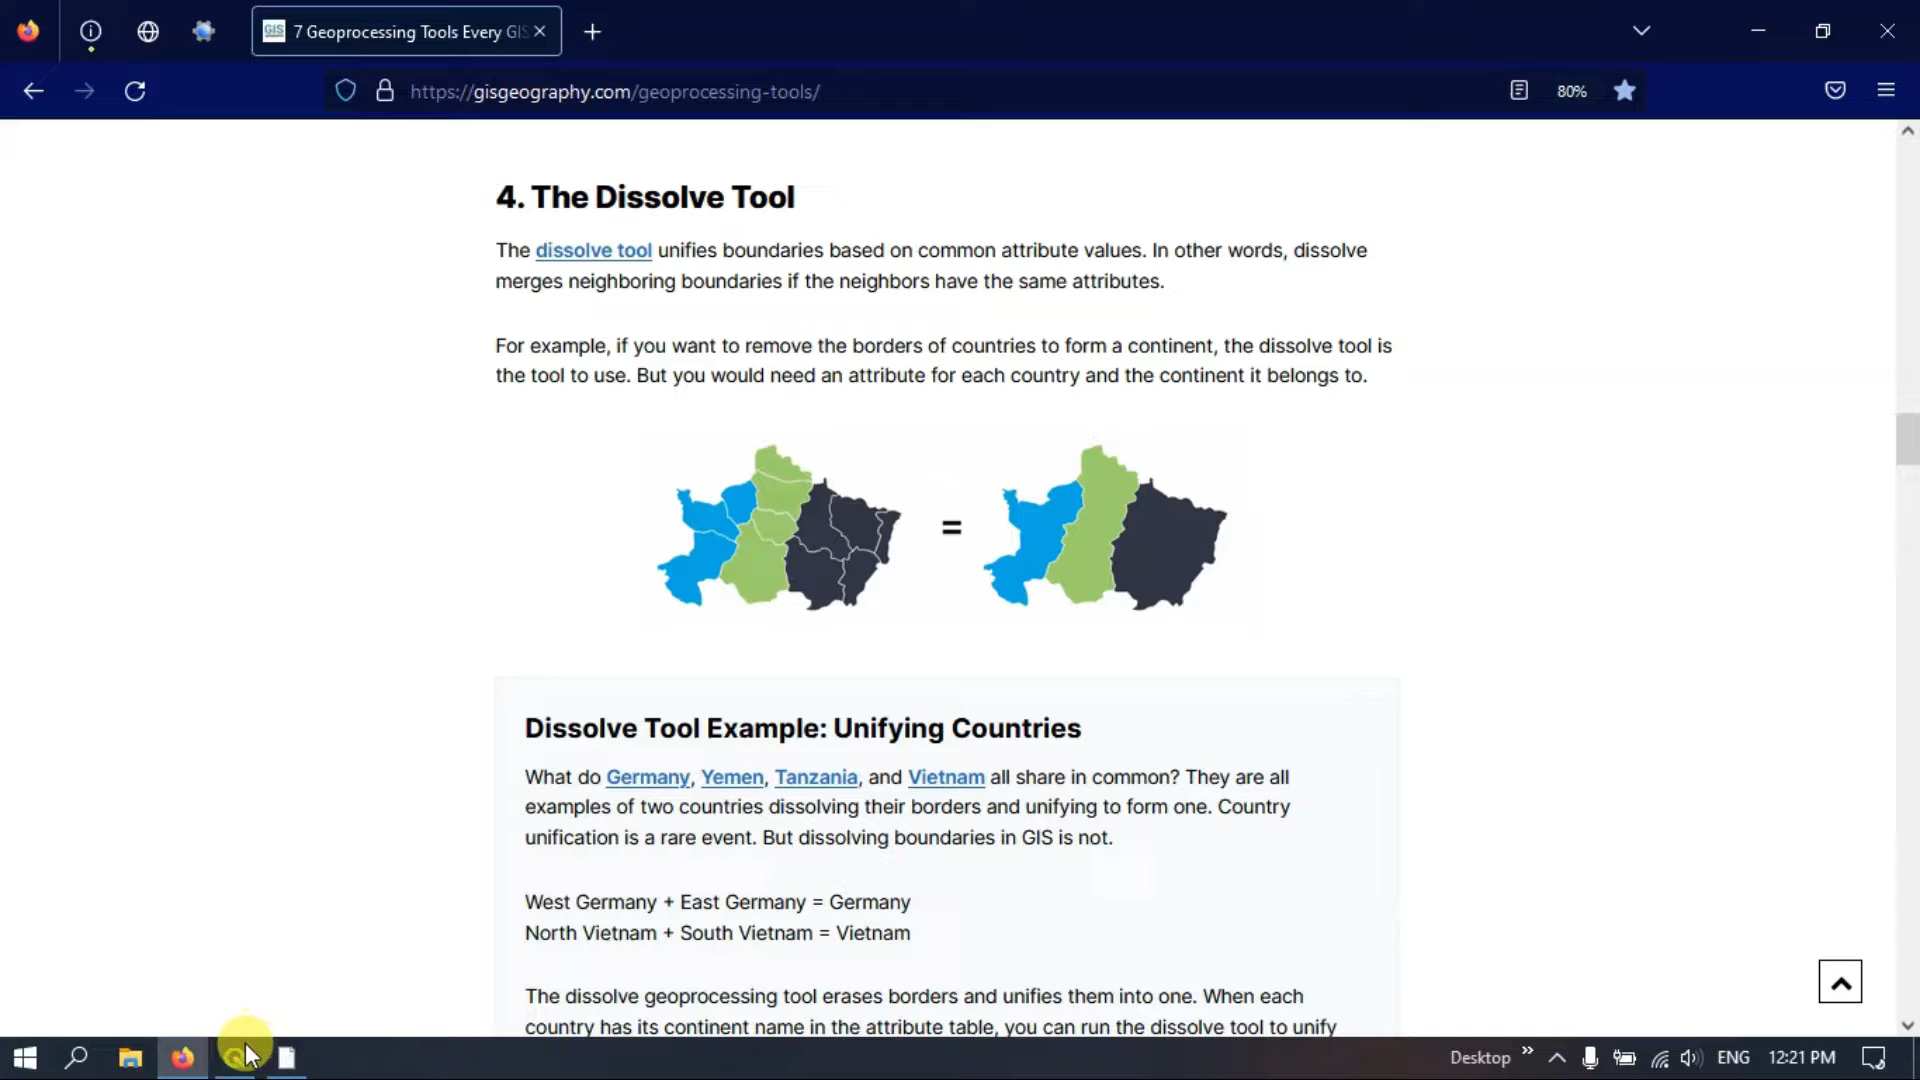 GIS 7 Geoprocessing Tools Every GIS
https://gisgeography.com/geoprocessing-tools/
80%
4. The Dissolve Tool
The dissolve tool unifies boundaries based on common attribute values. In other words, dissolve
merges neighboring boundaries if the neighbors have the same attributes.
For example, if you want to remove the borders of countries to form a continent, the dissolve tool is
the tool to use. But you would need an attribute for each country and the continent it belongs to.
=
Dissolve Tool Example: Unifying Countries
What do Germany, Yemen, Tanzania, and Vietnam all share in common? They are all
examples of two countries dissolving their borders and unifying to form one. Country
unification is a rare event. But dissolving boundaries in GIS is not.
West Germany + East Germany = Germany
North Vietnam + South Vietnam = Vietnam
The dissolve geoprocessing tool erases borders and unifies them into one. When each
country has its continent name in the attribute table, you can run the dissolve tool to unify
Desktop
ENG
12:21 PM